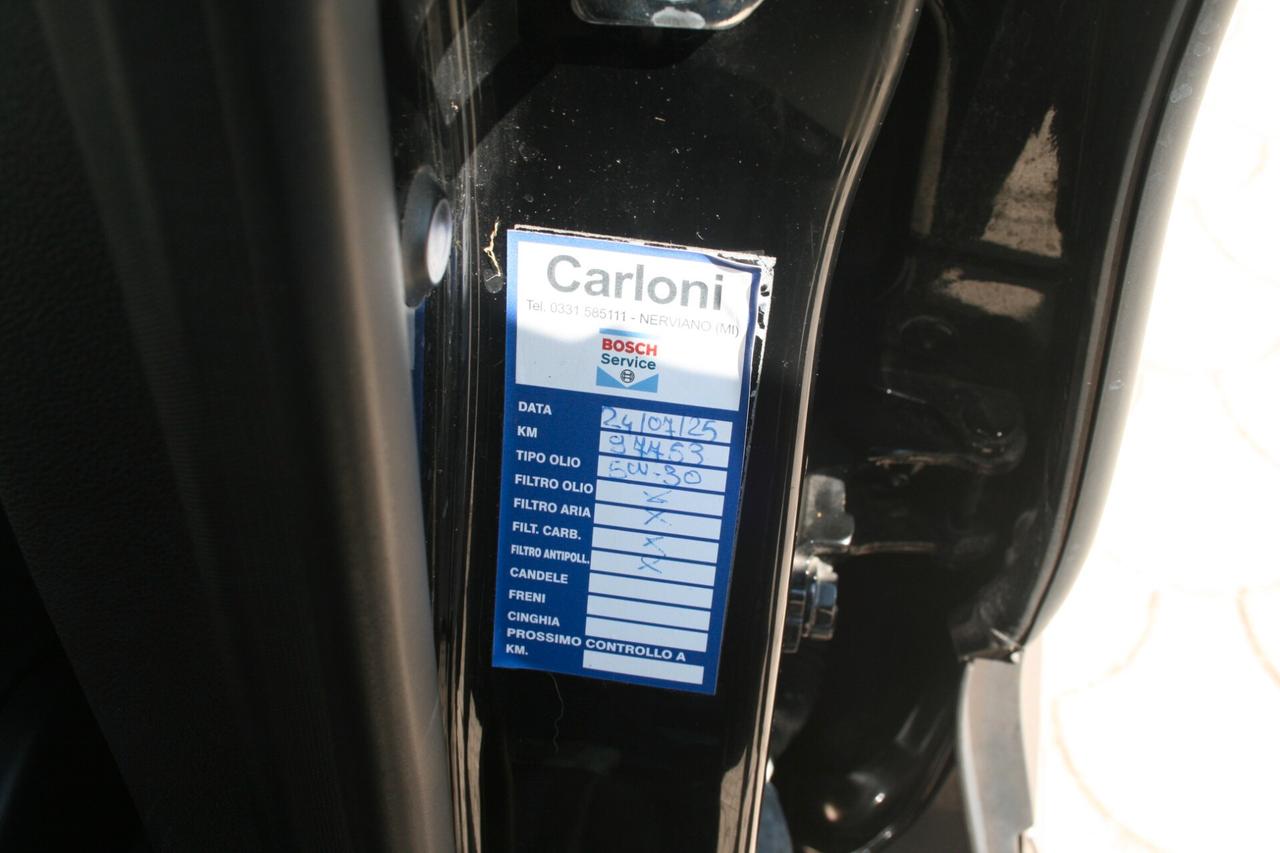 Carloni
Tel. 0331 585111 - NERVIANO (MI)
BOSCH
Service
DATA 24/07/25
KM 97753
TIPO OLIO 5W-30
FILTRO OLIO X
FILTRO ARIA X
FILT. CARB. X
FILTRO ANTIPOLL. X
CANDELE
FRENI
CINGHIA
PROSSIMO CONTROLLO A
KM.